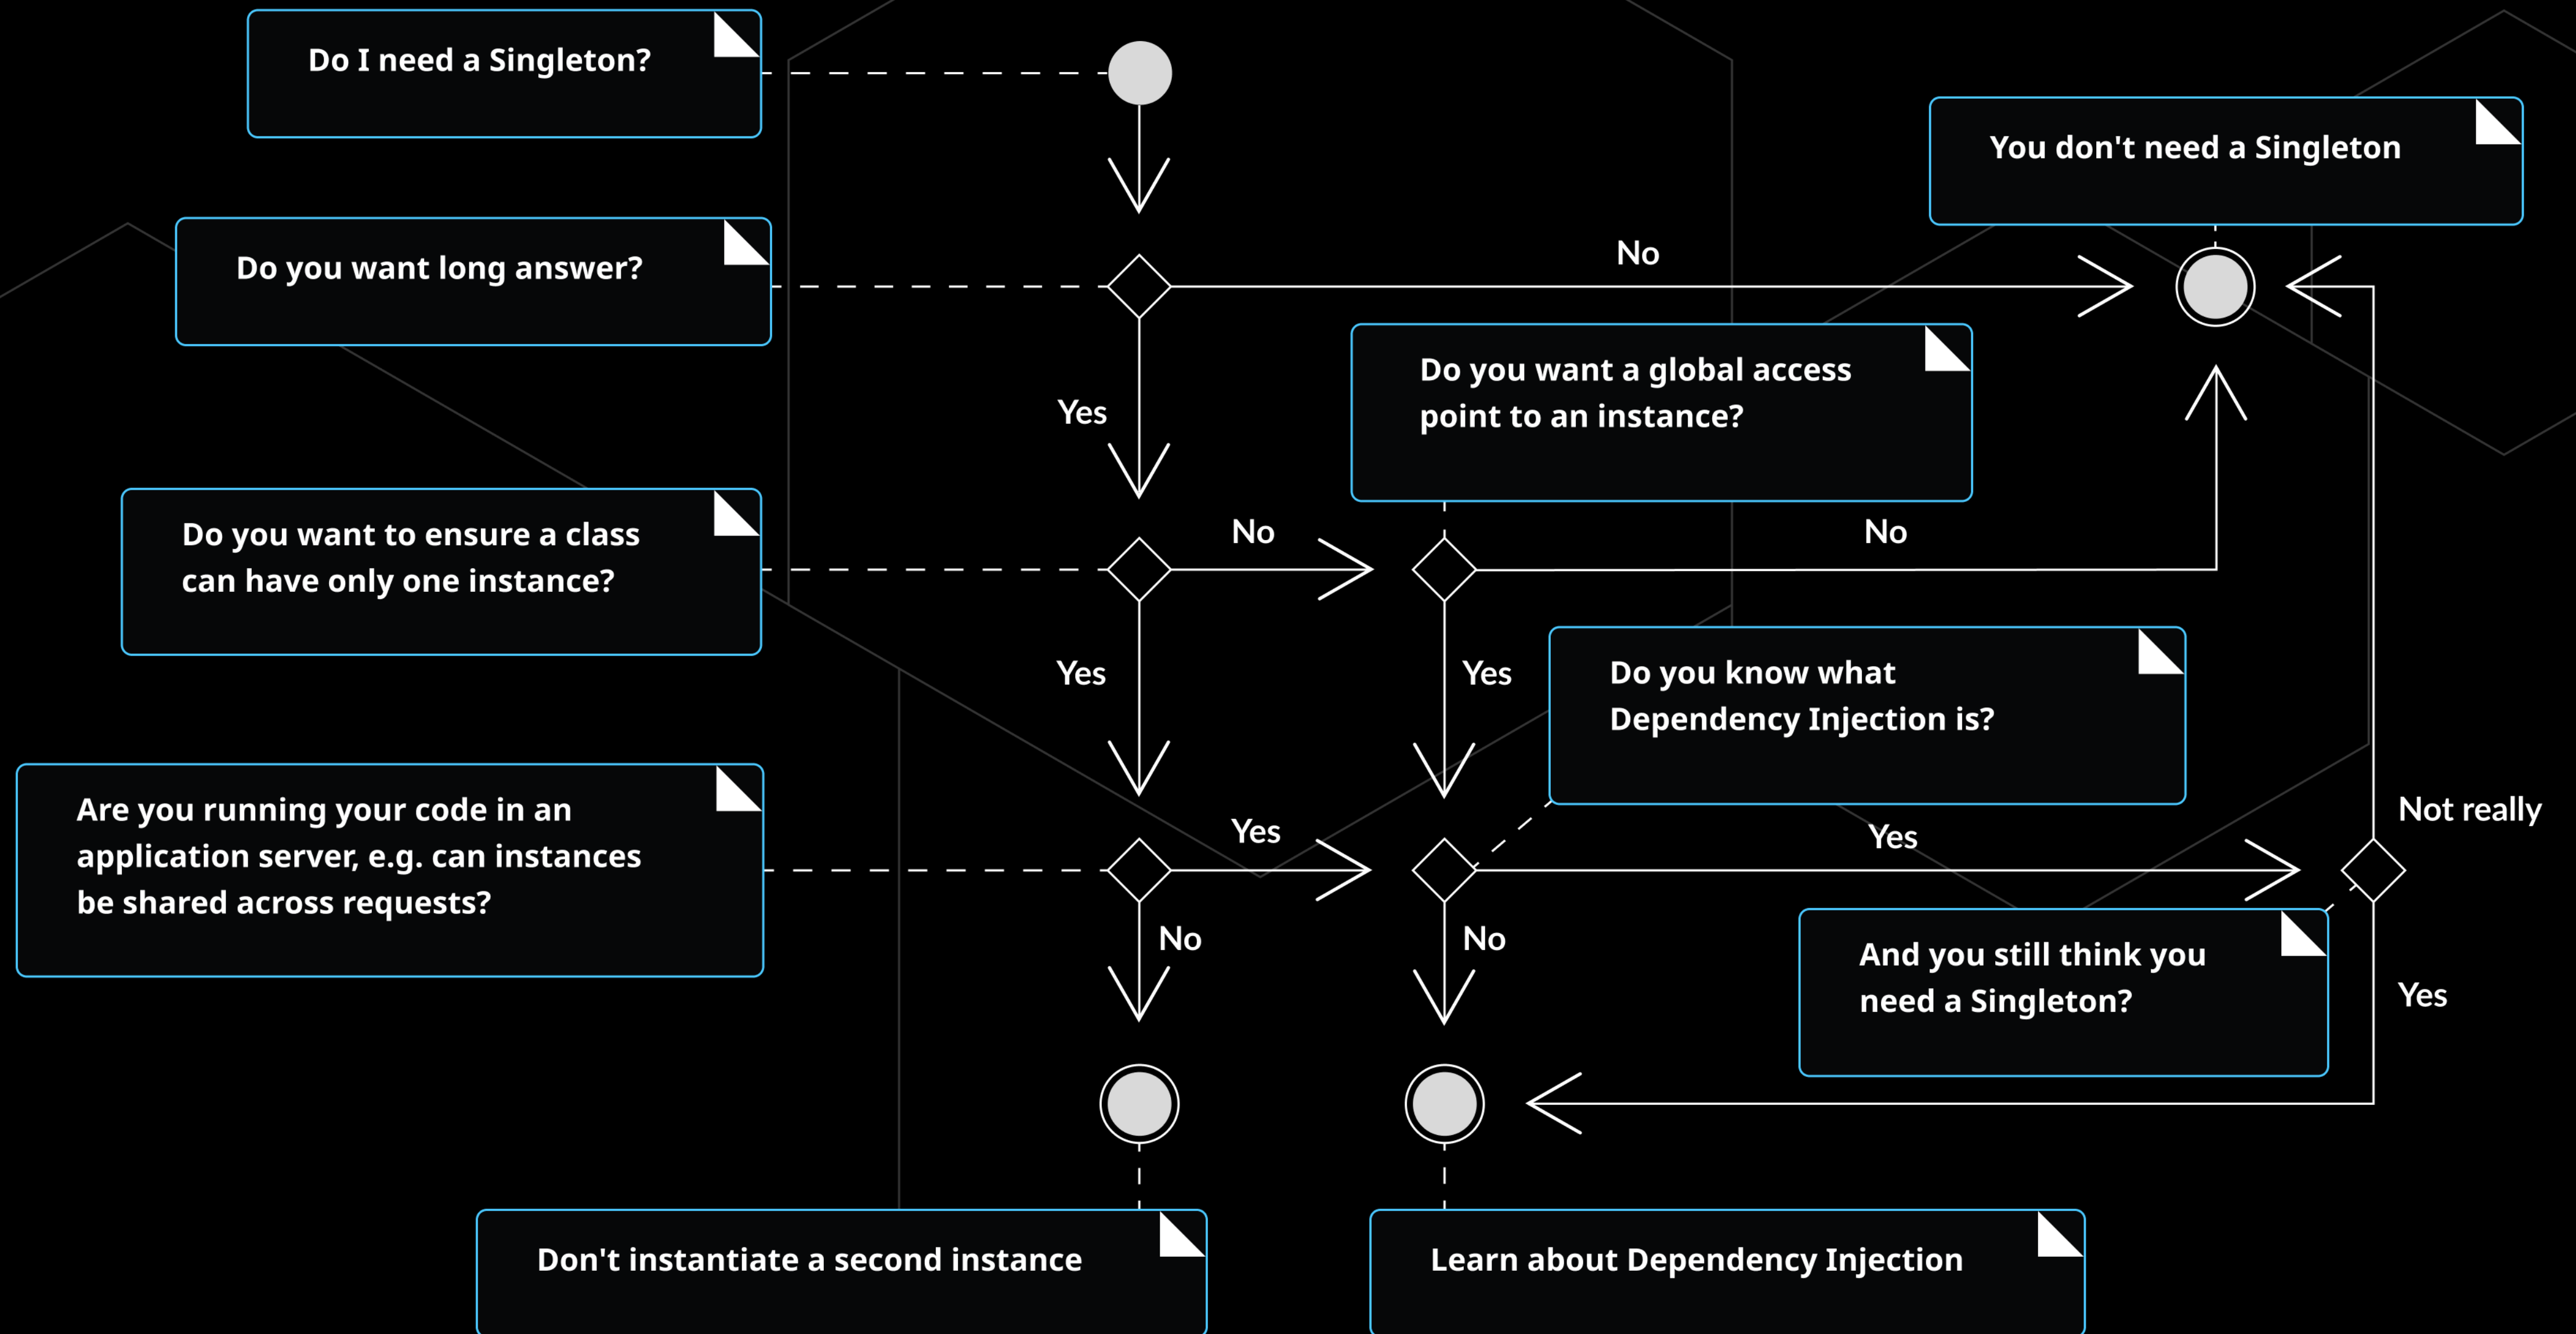 Do I need a Singleton?
You don't need a Singleton
Do you want long answer?
No
Do you want a global access
point to an instance?
Yes
Do you want to ensure a class
can have only one instance?
No
No
Yes
Yes
Do you know what
Dependency Injection is?
Are you running your code in an
application server, e.g. can instances
be shared across requests?
Yes
Yes
Not really
No
No
And you still think you
need a Singleton?
Yes
Don't instantiate a second instance
Learn about Dependency Injection